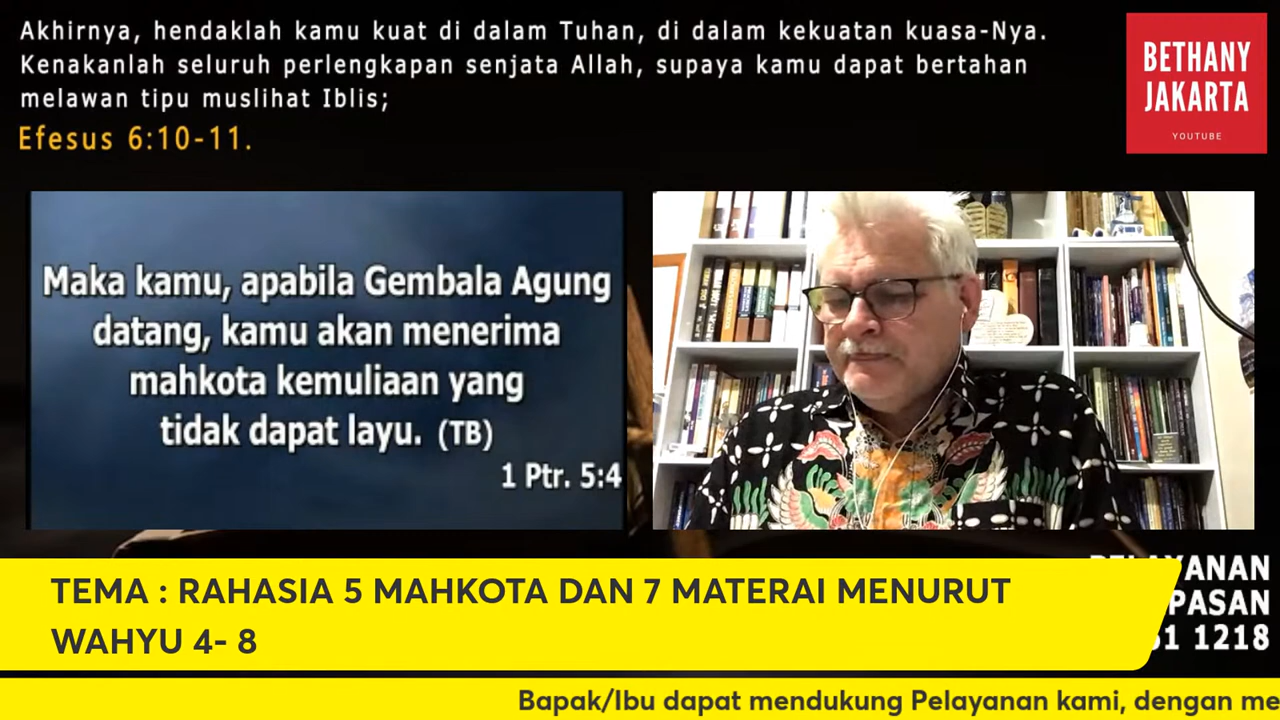 Akhirnya, hendaklah kamu kuat di dalam Tuhan, di dalam kekuatan kuasa-Nya.
Kenakanlah seluruh perlengkapan senjata Allah, supaya kamu dapat bertahan
melawan tipu muslihat Iblis;
Efesus 6:10-11.
BETHANY
JAKARTA
YOUTUBE
Maka kamu, apabila Gembala Agung
datang, kamu akan menerima
mahkota kemuliaan yang
tidak dapat layu. (TB)
1 Ptr. 5:4
TEMA : RAHASIA 5 MAHKOTA DAN 7 MATERAI MENURUT
WAHYU 4- 8
1218
Bapak/Ibu dapat mendukung Pelayanan kami, dengan